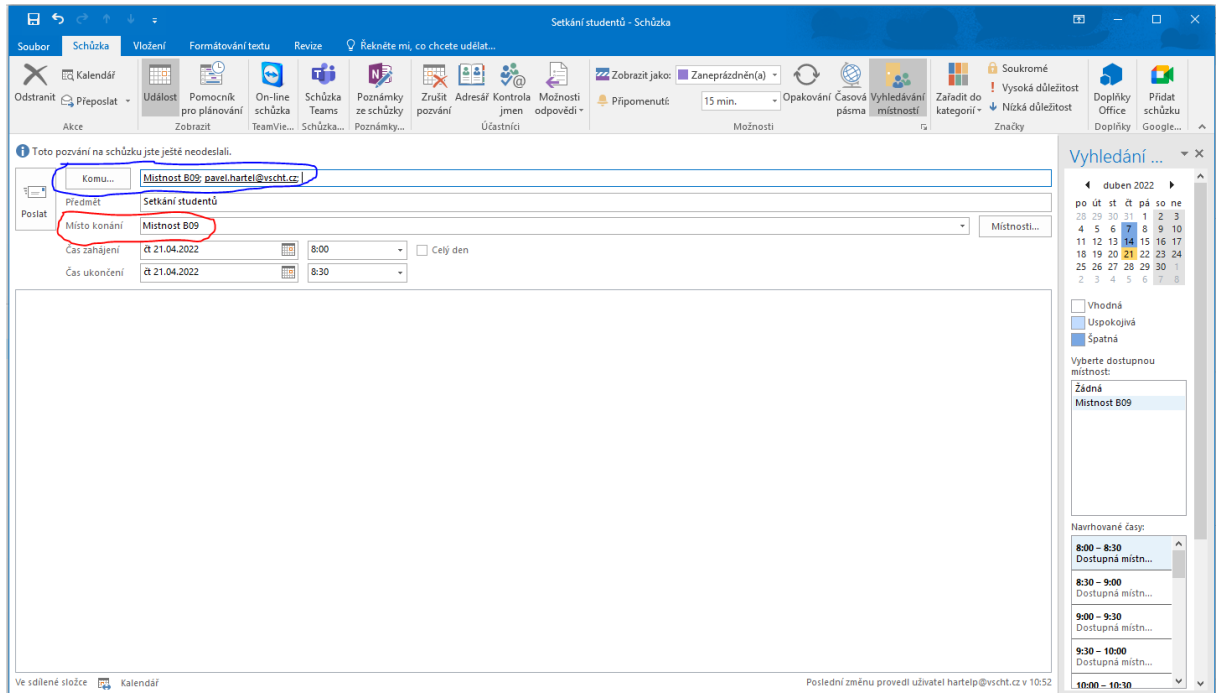 Setkání studentů - Schůzka
Soubor Schůzka Vložení Formátování textu Revize Řekněte mi, co chcete udělat...
Odstranit
Kalendář
Přeposlat
Akce
Událost
Pomocník pro plánování
Zobrazit
On-line schůzka
TeamVie...
Schůzka Teams
Schůzka...
Poznámky ze schůzky
Poznámky...
Zrušit pozvání
Adresář
Kontrola jmen
Možnosti odpovědi
Účastníci
Zobrazit jako: Zaneprázdněn(a)
Připomenutí: 15 min.
Opakování
Časová pásma
Vyhledávání místností
Možnosti
Zařadit do kategorií
Soukromé
Vysoká důležitost
Nízká důležitost
Značky
Doplňky Office
Doplňky
Přidat schůzku
Google...
Toto pozvání na schůzku jste ještě neodeslali.
Poslat
Komu... Mistnost B09; pavel.hartel@vscht.cz;
Předmět Setkání studentů
Místo konání Mistnost B09 Místnosti...
Čas zahájení čt 21.04.2022 8:00 Celý den
Čas ukončení čt 21.04.2022 8:30
Vyhledání ...
duben 2022
po út st čt pá so ne
28 29 30 31 1 2 3
4 5 6 7 8 9 10
11 12 13 14 15 16 17
18 19 20 21 22 23 24
25 26 27 28 29 30 1
2 3 4 5 6 7 8
Vhodná
Uspokojivá
Špatná
Vyberte dostupnou
místnost:
Žádná
Mistnost B09
Navrhované časy:
8:00 – 8:30
Dostupná místn...
8:30 – 9:00
Dostupná místn...
9:00 – 9:30
Dostupná místn...
9:30 – 10:00
Dostupná místn...
10:00 – 10:30
Ve sdílené složce Kalendář
Poslední změnu provedl uživatel hartelp@vscht.cz v 10:52